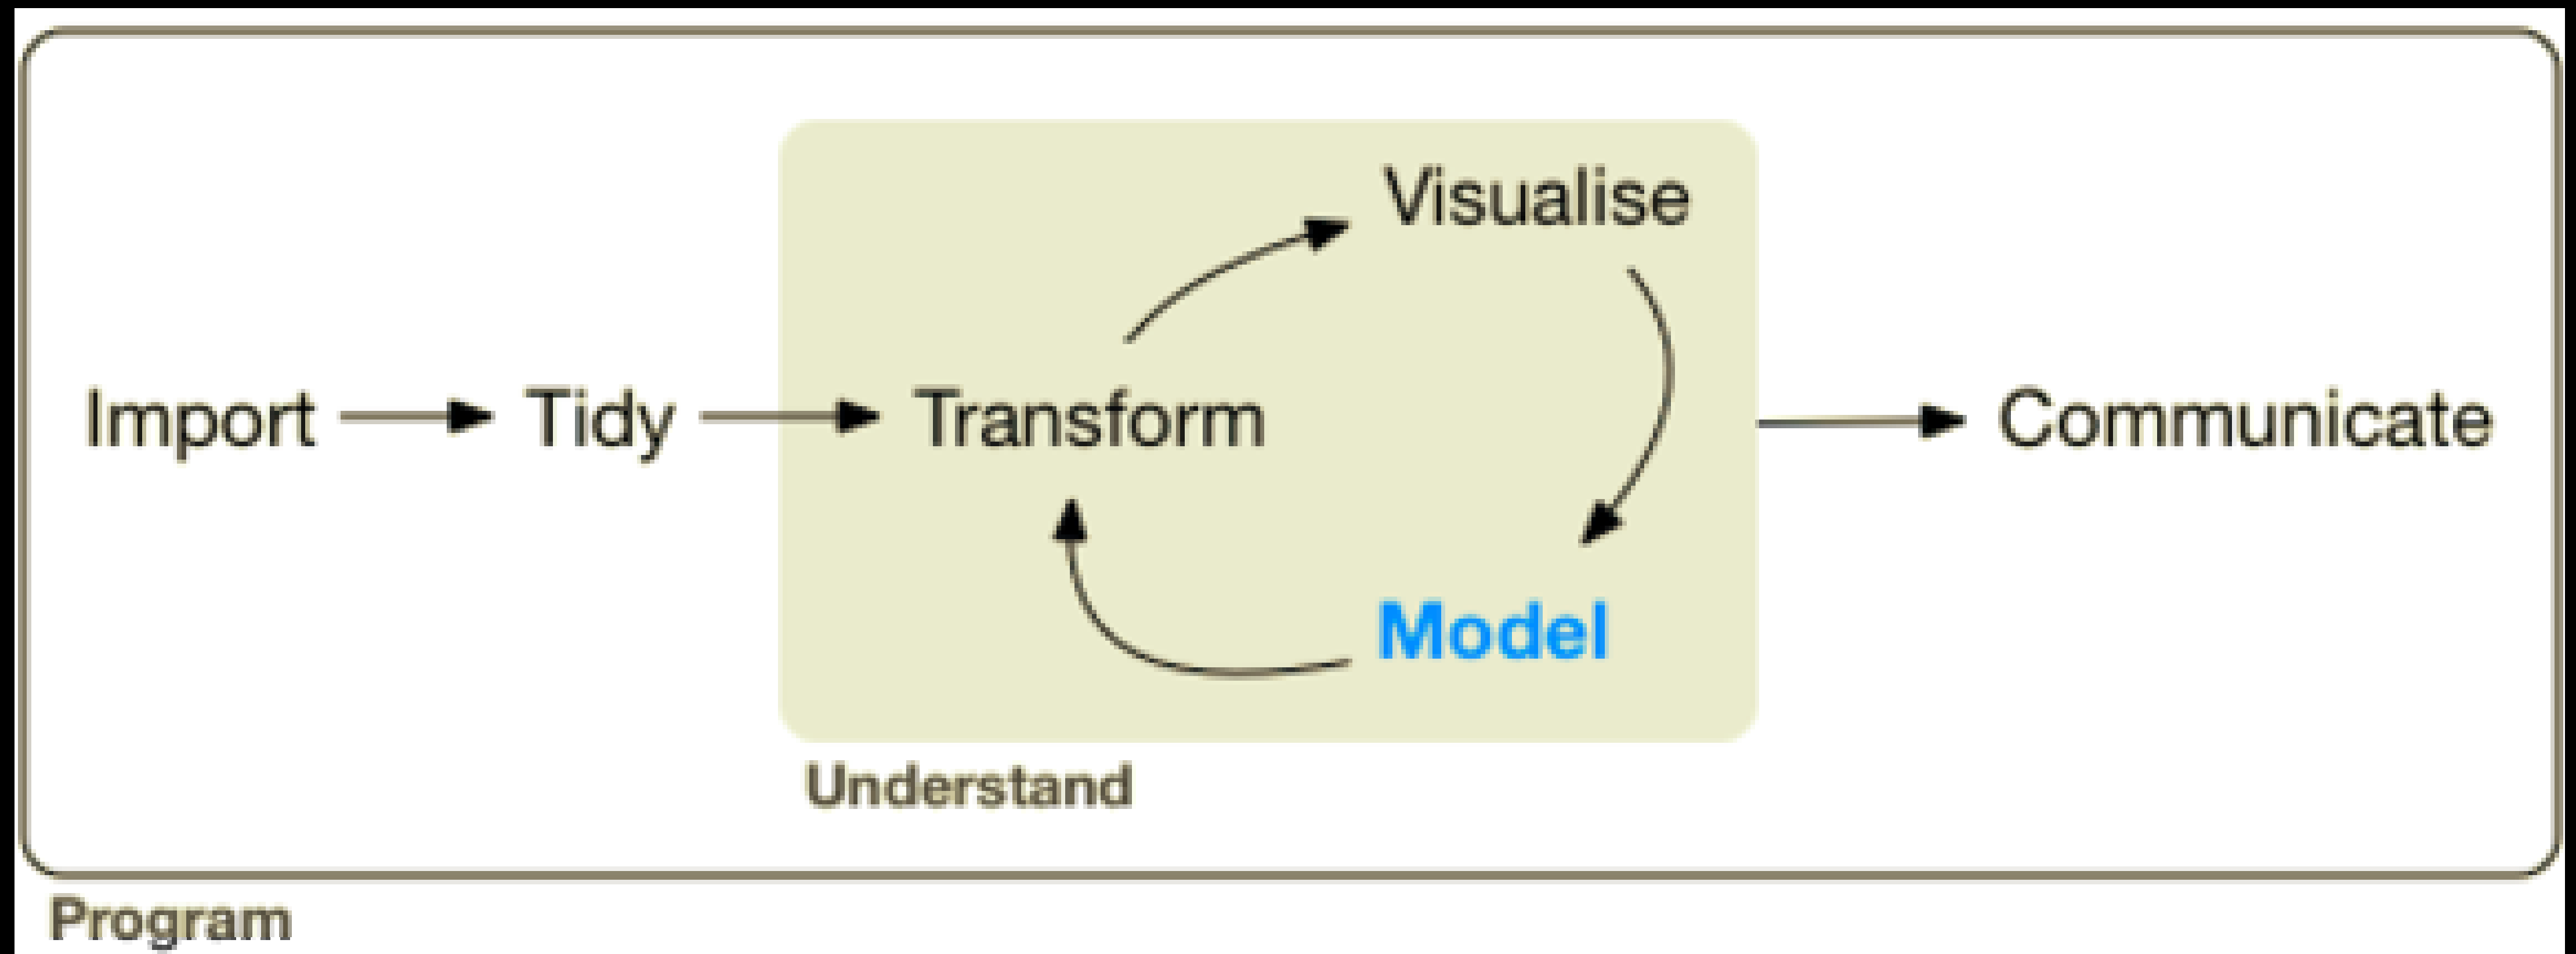 Visualise
Import
Tidy
Transform
Communicate
Model
Understand
Program